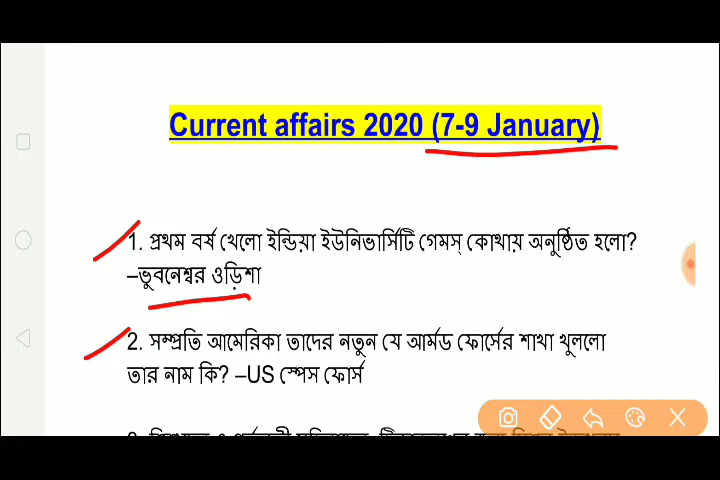 Current affairs 2020 (7-9 January)
1. প্রথম বর্ষ খেলো ইন্ডিয়া ইউনিভার্সিটি গেমস্ কোথায় অনুষ্ঠিত হলো?
–ভুবনেশ্বর ওড়িশা
2. সম্প্রতি আমেরিকা তাদের নতুন যে আর্মড ফোর্সের শাখা খুললো
তার নাম কি? –US স্পেস ফোর্স